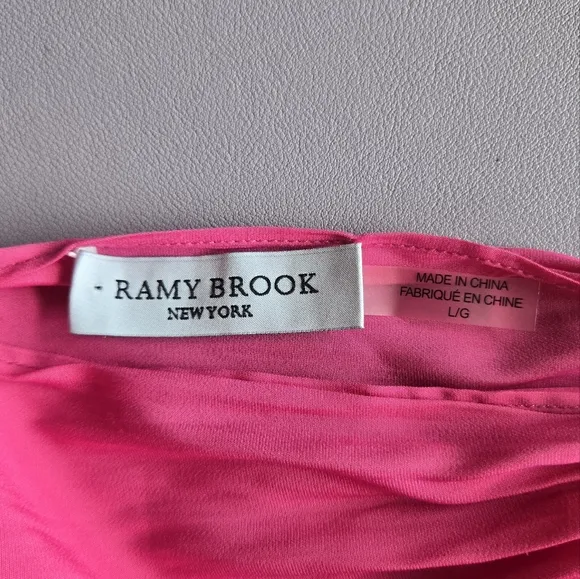 RAMY BROOK
NEW YORK
MADE IN CHINA
FABRIQUÉ EN CHINE
L/G